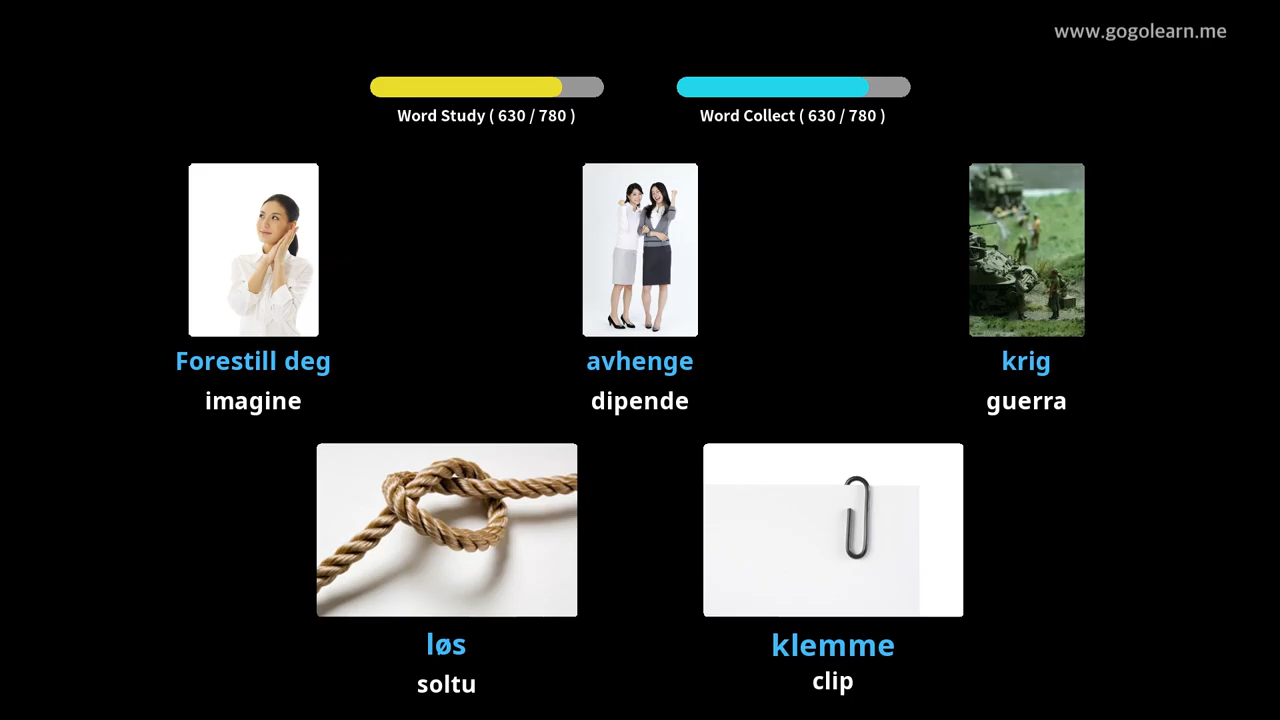 www.gogolearn.me
Word Study ( 630 / 780 )
Word Collect ( 630 / 780 )
Forestill deg
imagine
avhenge
dipende
krig
guerra
løs
soltu
klemme
clip